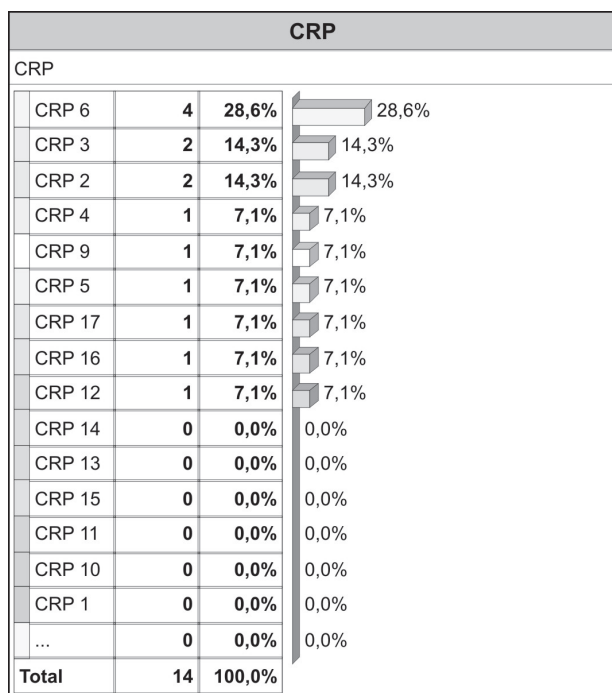 CRP
CRP
CRP 6 4 28,6% 28,6%
CRP 3 2 14,3% 14,3%
CRP 2 2 14,3% 14,3%
CRP 4 1 7,1% 7,1%
CRP 9 1 7,1% 7,1%
CRP 5 1 7,1% 7,1%
CRP 17 1 7,1% 7,1%
CRP 16 1 7,1% 7,1%
CRP 12 1 7,1% 7,1%
CRP 14 0 0,0% 0,0%
CRP 13 0 0,0% 0,0%
CRP 15 0 0,0% 0,0%
CRP 11 0 0,0% 0,0%
CRP 10 0 0,0% 0,0%
CRP 1 0 0,0% 0,0%
... 0 0,0% 0,0%
Total 14 100,0%